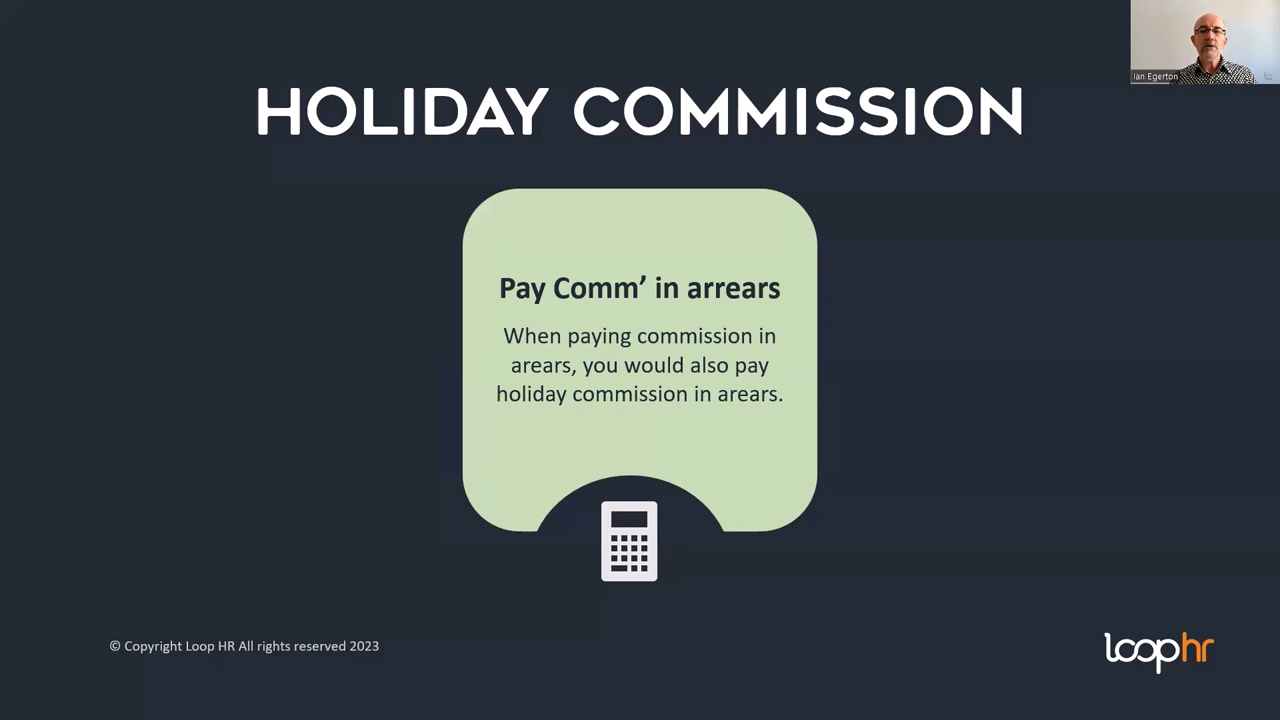 Ian Egerton
HOLIDAY COMMISSION
Pay Comm’ in arrears
When paying commission in
arears, you would also pay
holiday commission in arears.
© Copyright Loop HR All rights reserved 2023
loophr